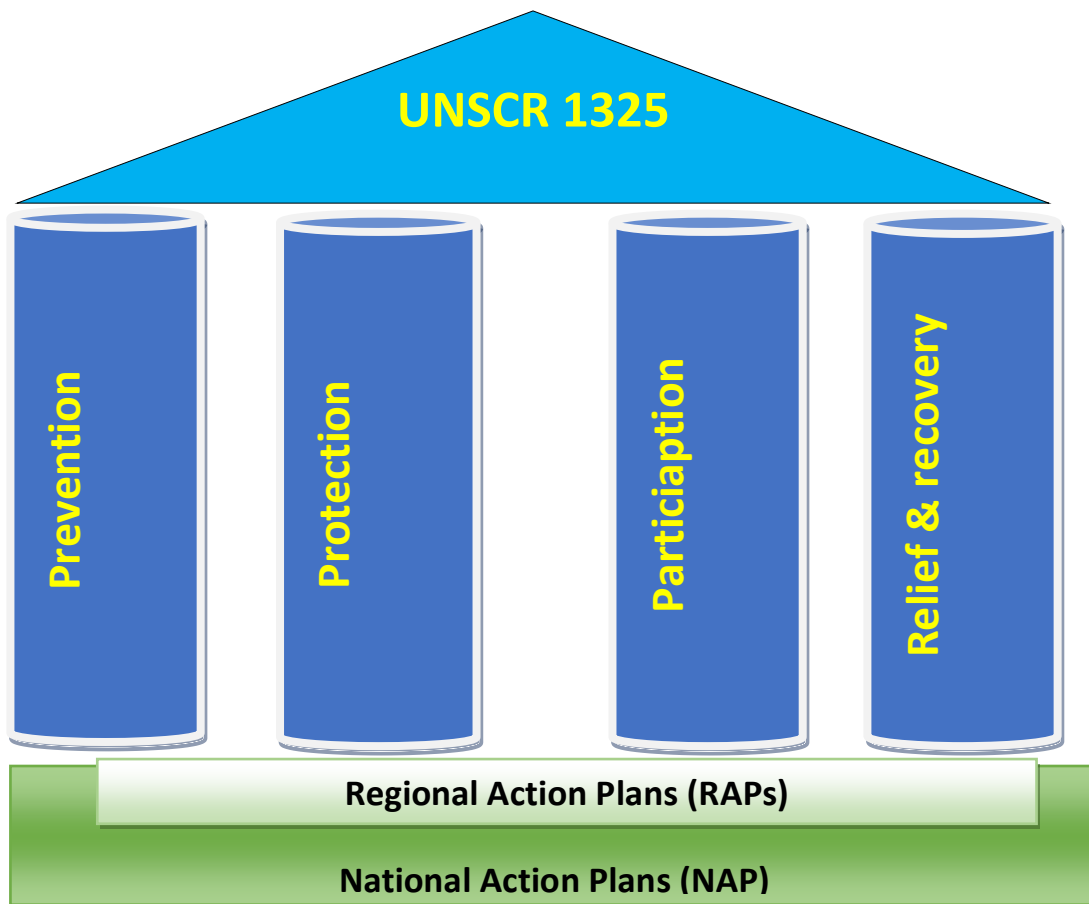 UNSCR 1325
Prevention
Protection
Particiaption
Relief & recovery
Regional Action Plans (RAPs)
National Action Plans (NAP)